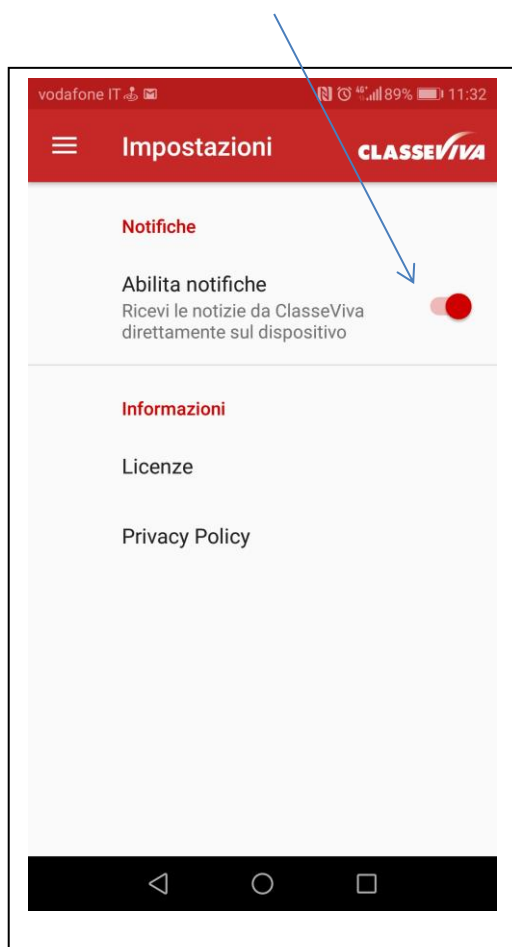 vodafone IT 89% 11:32
Impostazioni CLASSEVIVA
Notifiche
Abilita notifiche
Ricevi le notizie da ClasseViva
direttamente sul dispositivo
Informazioni
Licenze
Privacy Policy